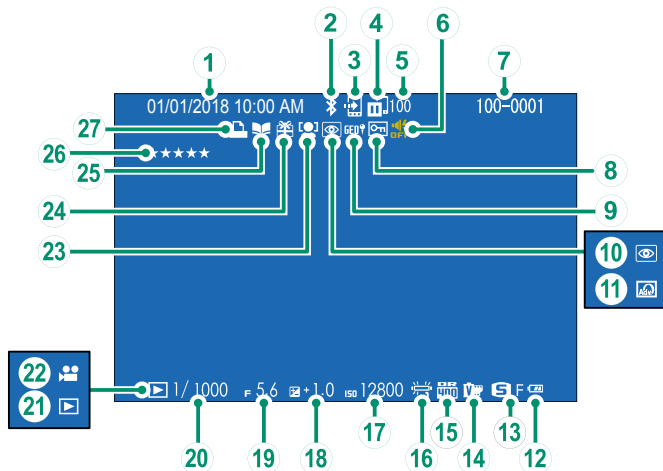 2 4 6
1 3 5 7
01/01/2018 10:00 AM 100 100-0001
27 GEO OFF
26 ★★★★★
25 8
24 9
23
10
11 Adv.
22
21 1/1000 F 5.6 +1.0 ISO 12800 S F
20 19 18 17 16 15 14 13 12